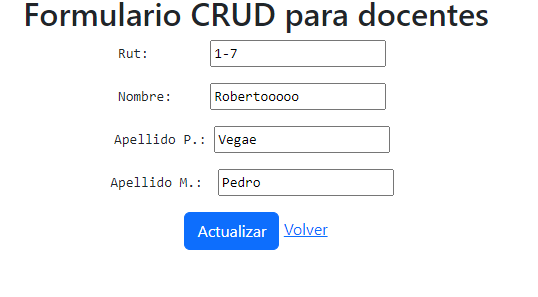 Formulario CRUD para docentes
Rut: 1-7
Nombre: Robertooooo
Apellido P.: Vegae
Apellido M.: Pedro
Actualizar Volver